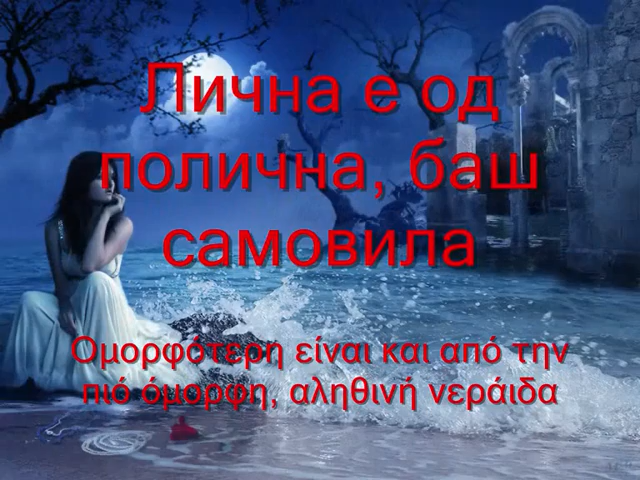 Лична е од
полична, баш
самовила
Ομορφότερη είναι και από την
πιό όμορφη, αληθινή νεράιδα